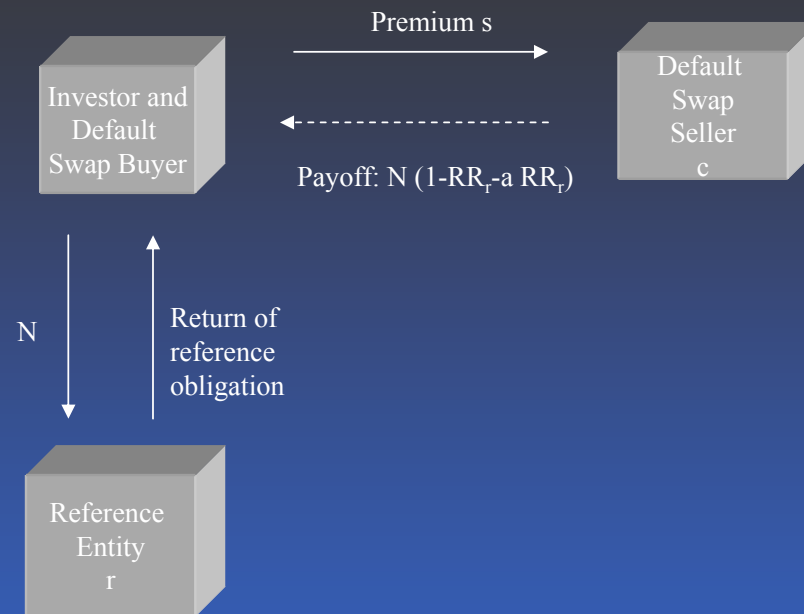 Premium s
Investor and
Default
Swap Buyer
Default
Swap
Seller
c
Payoff: N (1-RRr-a RRr)
N
Return of
reference
obligation
Reference
Entity
r